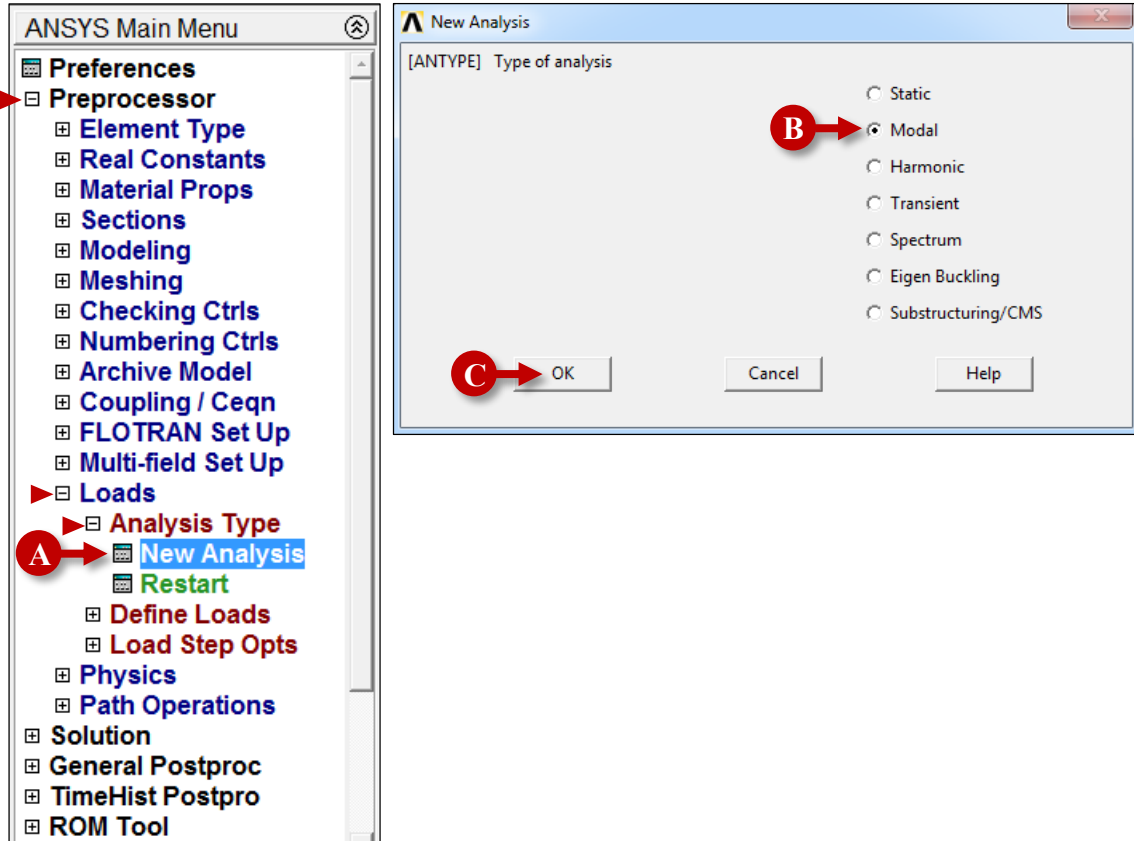 ANSYS Main Menu
Preferences
Preprocessor
Element Type
Real Constants
Material Props
Sections
Modeling
Meshing
Checking Ctrls
Numbering Ctrls
Archive Model
Coupling / Ceqn
FLOTRAN Set Up
Multi-field Set Up
Loads
Analysis Type
A New Analysis
Restart
Define Loads
Load Step Opts
Physics
Path Operations
Solution
General Postproc
TimeHist Postpro
ROM Tool
New Analysis
[ANTYPE] Type of analysis
Static
B Modal
Harmonic
Transient
Spectrum
Eigen Buckling
Substructuring/CMS
C OK Cancel Help